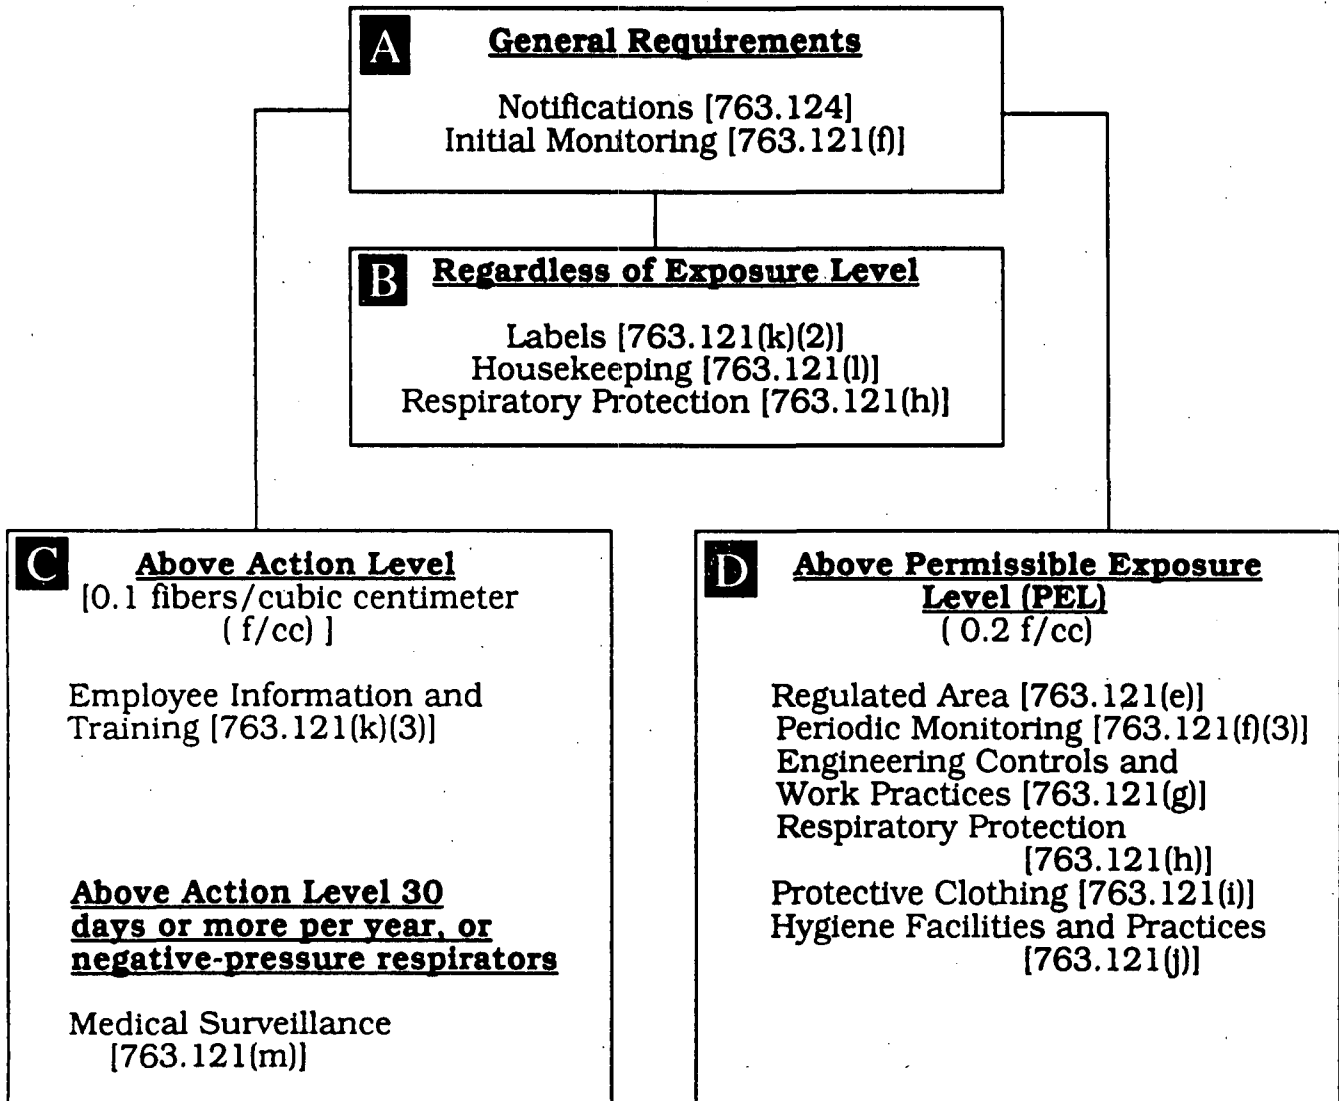 A
General Requirements
Notifications [763.124]
Initial Monitoring [763.121(f)]
B
Regardless of Exposure Level
Labels [763.121(k)(2)]
Housekeeping [763.121(l)]
Respiratory Protection [763.121(h)]
C
Above Action Level
[0.1 fibers/cubic centimeter
( f/cc) ]
Employee Information and
Training [763.121(k)(3)]
Above Action Level 30
days or more per year, or
negative-pressure respirators
Medical Surveillance
[763.121(m)]
D
Above Permissible Exposure
Level (PEL)
( 0.2 f/cc)
Regulated Area [763.121(e)]
Periodic Monitoring [763.121(f)(3)]
Engineering Controls and
Work Practices [763.121(g)]
Respiratory Protection
[763.121(h)]
Protective Clothing [763.121(i)]
Hygiene Facilities and Practices
[763.121(j)]